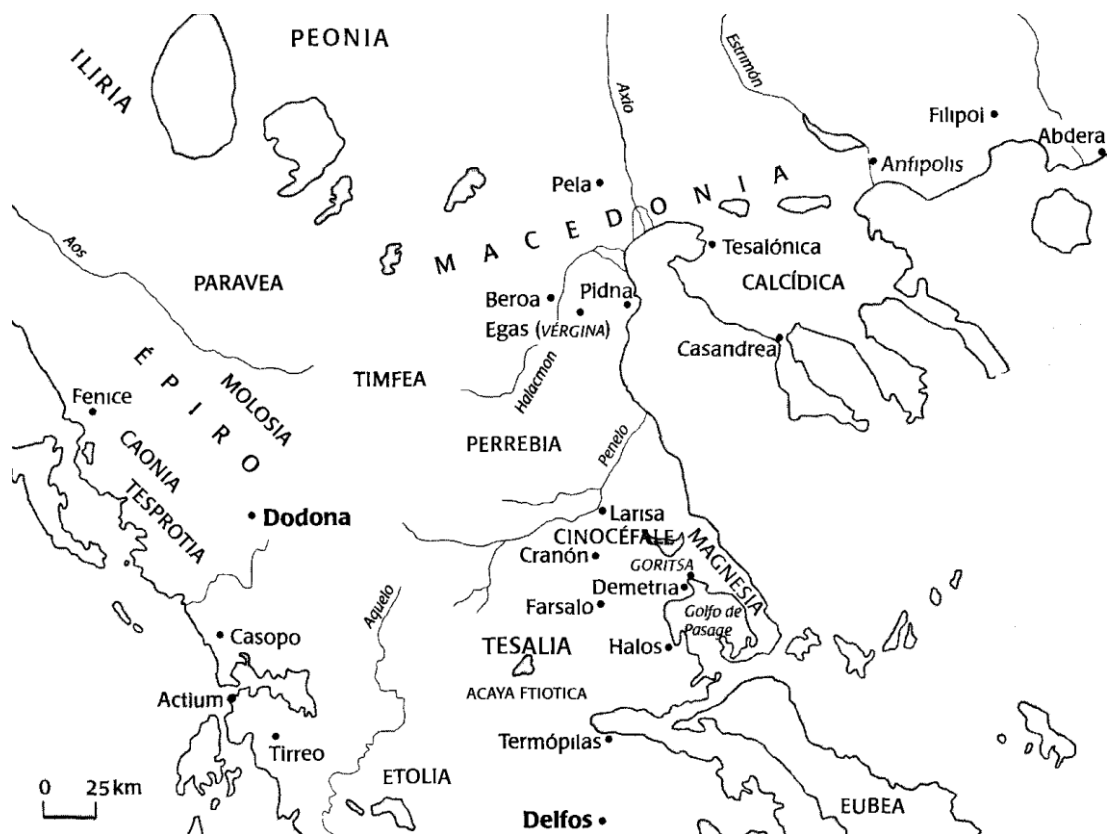 PEONIA
ILIRIA
Axio
Estrimón
Filipoi
Abdera
Anfipolis
Pela
MACEDONIA
Tesalónica
CALCÍDICA
Aos
PARAVEA
Beroa
Pidna
Egas (VÉRGINA)
Casandrea
Halacmon
TIMFEA
ÉPIRO
MOLOSIA
Fenice
CAONIA
TESPROTIA
PERREBIA
Penelo
Dodona
Larisa
CINOCÉFALE
Cranón
MAGNESIA
GORITSA
Demetria
Farsalo
Golfo de
Pasage
Aquelo
Casopo
TESALIA
Halos
ACAYA FTIOTICA
Actium
Tirreo
Termópilas
0 25 km
ETOLIA
EUBEA
Delfos